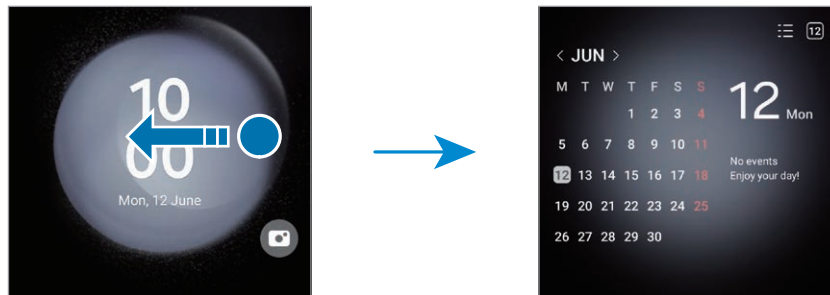 10
00
Mon, 12 June
12
< JUN >
M T W T F S S
1 2 3 4
5 6 7 8 9 10 11
12 13 14 15 16 17 18
19 20 21 22 23 24 25
26 27 28 29 30
12 Mon
No events
Enjoy your day!